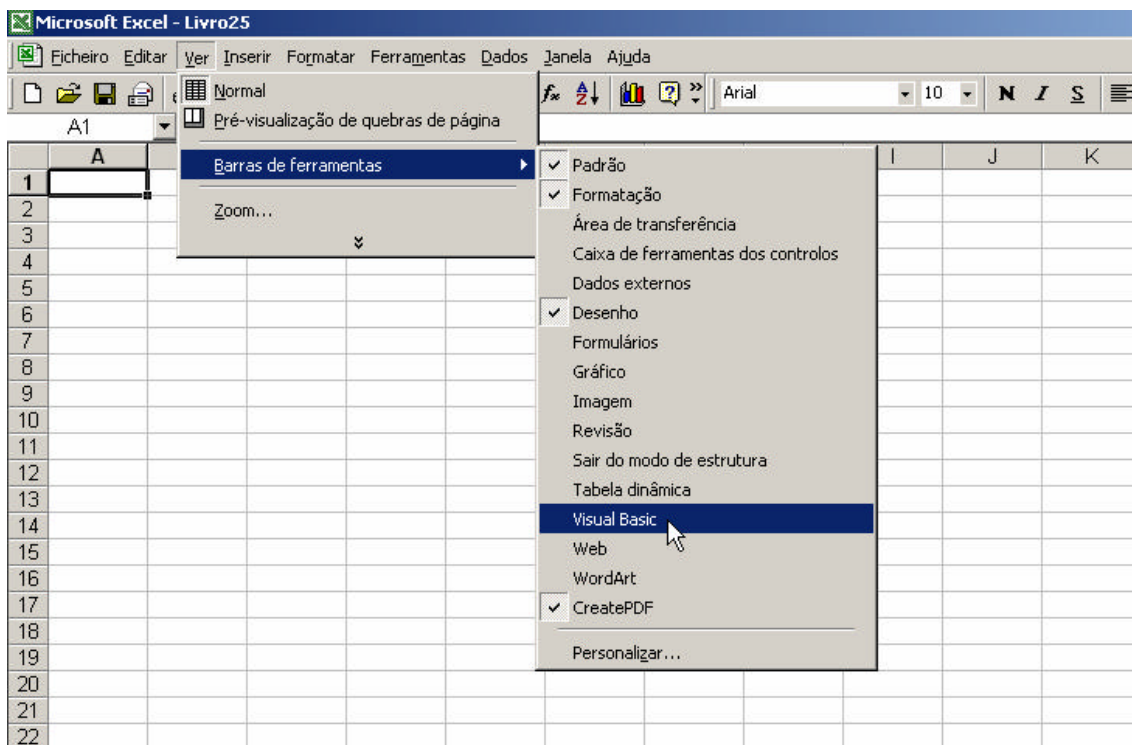 Microsoft Excel - Livro25
Ficheiro Editar Ver Inserir Formatar Ferramentas Dados Janela Ajuda
Arial 10 N I S
A1
Normal
Pré-visualização de quebras de página
Barras de ferramentas
Zoom...
Padrão
Formatação
Área de transferência
Caixa de ferramentas dos controlos
Dados externos
Desenho
Formulários
Gráfico
Imagem
Revisão
Sair do modo de estrutura
Tabela dinâmica
Visual Basic
Web
WordArt
CreatePDF
Personalizar...
A I J K
1
2
3
4
5
6
7
8
9
10
11
12
13
14
15
16
17
18
19
20
21
22